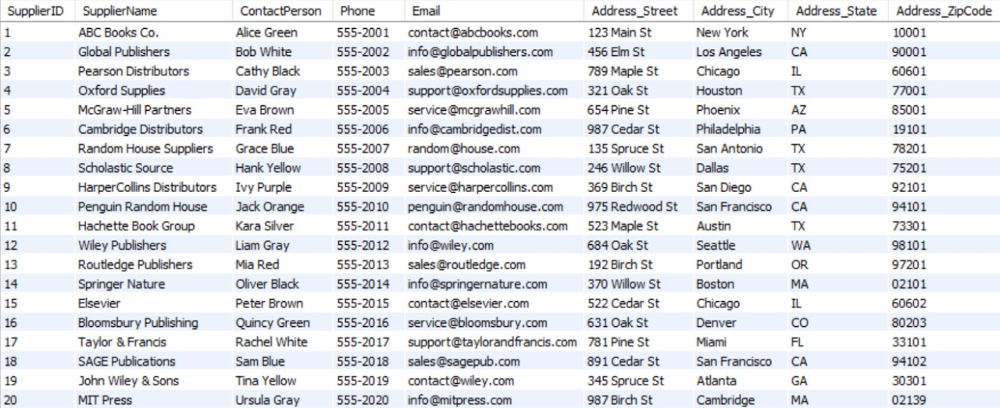 SupplierID SupplierName ContactPerson Phone Email Address_Street Address_City Address_State Address_ZipCode
1 ABC Books Co. Alice Green 555-2001 contact@abcbooks.com 123 Main St New York NY 10001
2 Global Publishers Bob White 555-2002 info@globalpublishers.com 456 Elm St Los Angeles CA 90001
3 Pearson Distributors Cathy Black 555-2003 sales@pearson.com 789 Maple St Chicago IL 60601
4 Oxford Supplies David Gray 555-2004 support@oxfordsupplies.com 321 Oak St Houston TX 77001
5 McGraw-Hill Partners Eva Brown 555-2005 service@mcgrawhill.com 654 Pine St Phoenix AZ 85001
6 Cambridge Distributors Frank Red 555-2006 info@cambridgedist.com 987 Cedar St Philadelphia PA 19101
7 Random House Suppliers Grace Blue 555-2007 random@house.com 135 Spruce St San Antonio TX 78201
8 Scholastic Source Hank Yellow 555-2008 support@scholastic.com 246 Willow St Dallas TX 75201
9 HarperCollins Distributors Ivy Purple 555-2009 service@harpercollins.com 369 Birch St San Diego CA 92101
10 Penguin Random House Jack Orange 555-2010 penguin@randomhouse.com 975 Redwood St San Francisco CA 94101
11 Hachette Book Group Kara Silver 555-2011 contact@hachettebooks.com 523 Maple St Austin TX 73301
12 Wiley Publishers Liam Gray 555-2012 info@wiley.com 684 Oak St Seattle WA 98101
13 Routledge Publishers Mia Red 555-2013 sales@routledge.com 192 Birch St Portland OR 97201
14 Springer Nature Oliver Black 555-2014 info@springernature.com 370 Willow St Boston MA 02101
15 Elsevier Peter Brown 555-2015 contact@elsevier.com 522 Cedar St Chicago IL 60602
16 Bloomsbury Publishing Quincy Green 555-2016 service@bloomsbury.com 631 Oak St Denver CO 80203
17 Taylor & Francis Rachel White 555-2017 support@taylorandfrancis.com 781 Pine St Miami FL 33101
18 SAGE Publications Sam Blue 555-2018 sales@sagepub.com 891 Cedar St San Francisco CA 94102
19 John Wiley & Sons Tina Yellow 555-2019 contact@wiley.com 345 Spruce St Atlanta GA 30301
20 MIT Press Ursula Gray 555-2020 info@mitpress.com 987 Birch St Cambridge MA 02139